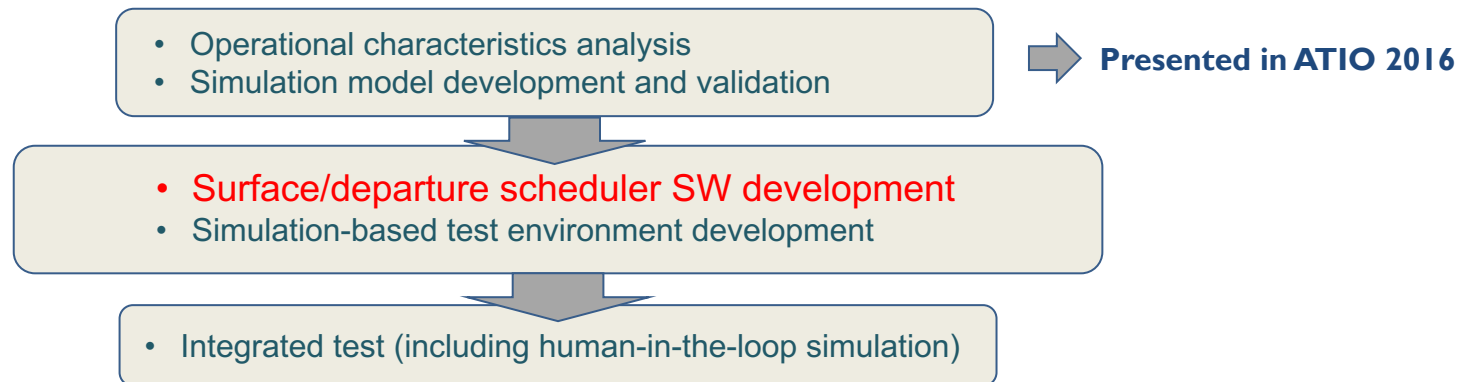 • Operational characteristics analysis
• Simulation model development and validation
Presented in ATIO 2016
• Surface/departure scheduler SW development
• Simulation-based test environment development
• Integrated test (including human-in-the-loop simulation)